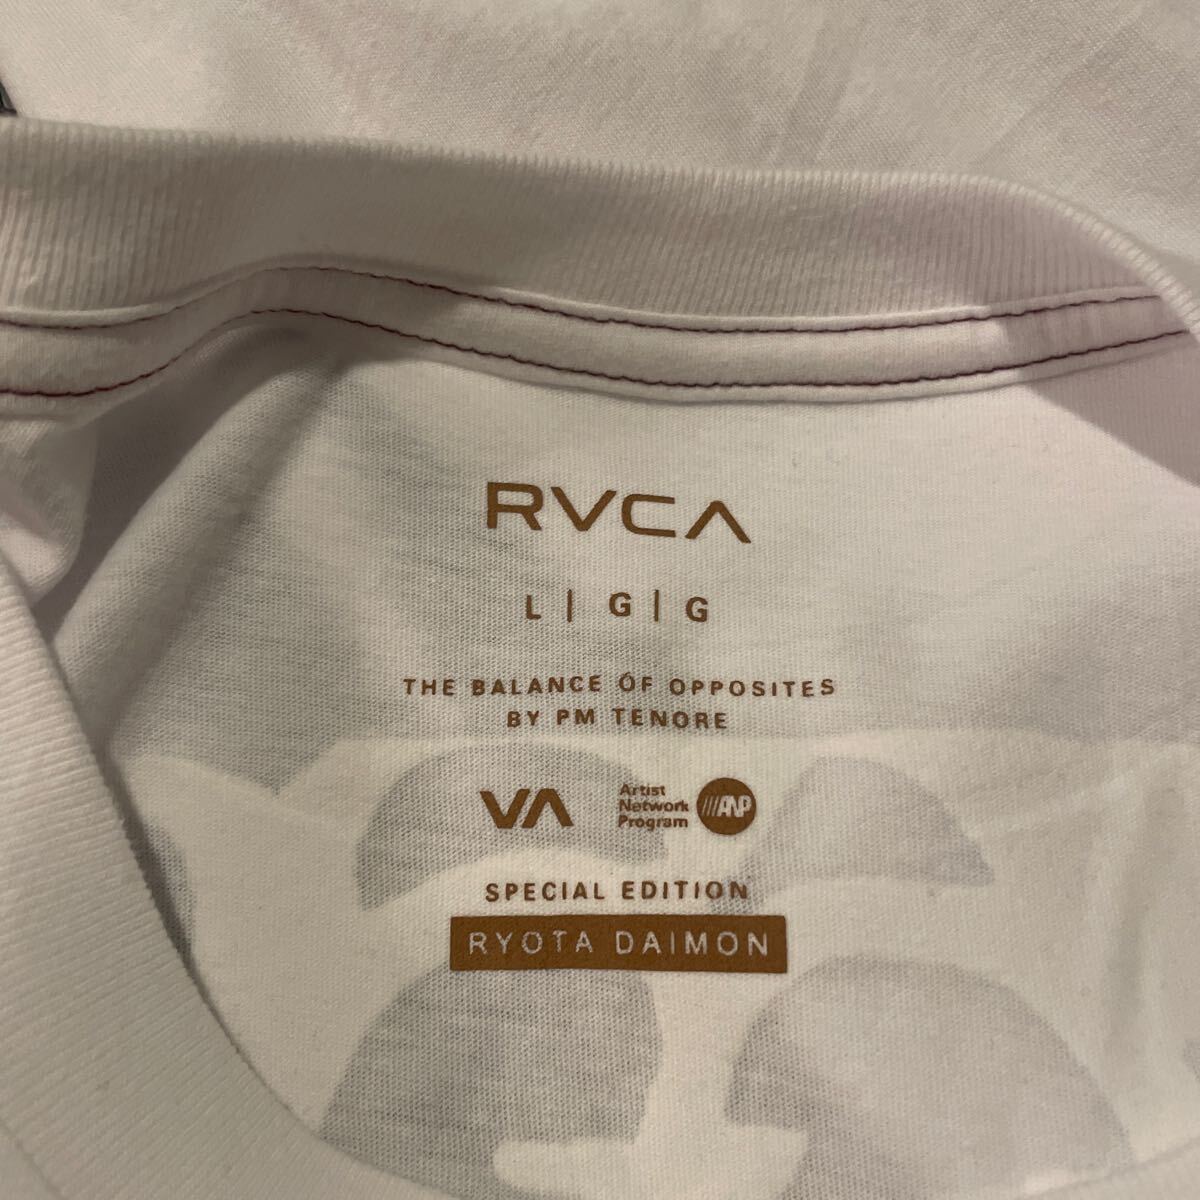 RVCA
L | G | G
THE BALANCE OF OPPOSITES
BY PM TENORE
VA
Artist
Network
Program
///ANP
SPECIAL EDITION
RYOTA DAIMON